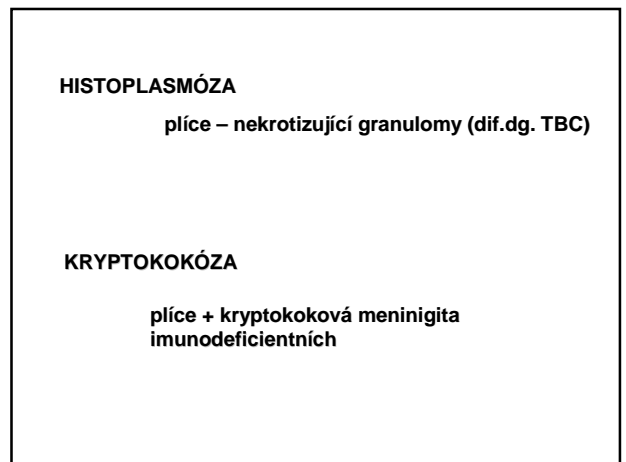 HISTOPLASMÓZA
plíce – nekrotizující granulomy (dif.dg. TBC)
KRYPTOKOKÓZA
plíce + kryptokoková meninigita
imunodeficientních